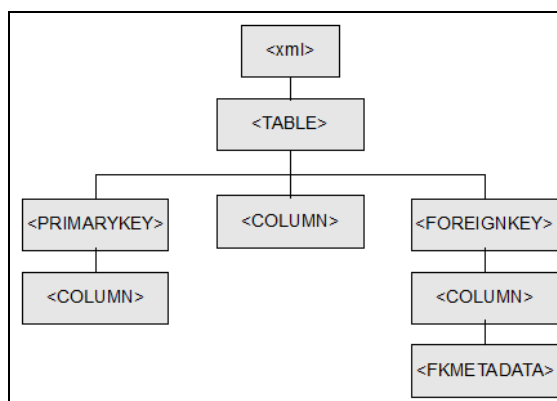 <xml>
<TABLE>
<PRIMARYKEY>
<COLUMN>
<FOREIGNKEY>
<COLUMN>
<COLUMN>
<FKMETADATA>